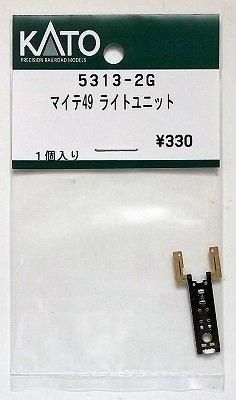 KATO
PRECISION RAILROAD MODELS
5313-2G
マイテ49 ライトユニット
¥330
1個入り